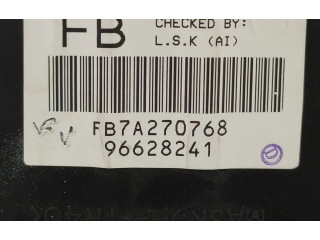 FB
CHECKED BY:
L.S.K (AI)
FB7A270768
96628241
D